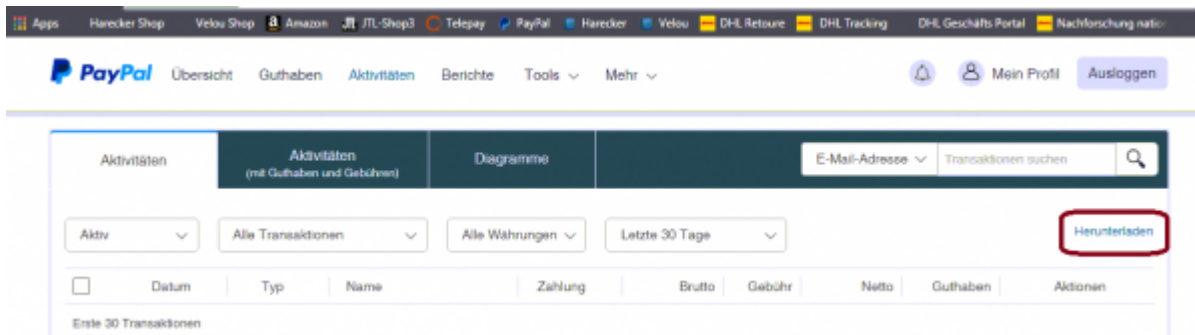 Apps Harecker Shop Velou Shop Amazon JTL-Shop3 Telepay PayPal Harecker Velou DHL Retoure DHL Tracking DHL Geschäfts Portal Nachforschung natio
PayPal Übersicht Guthaben Aktivitäten Berichte Tools Mehr Mein Profil Ausloggen
Aktivitäten
Aktivitäten
(mit Guthaben und Gebühren)
Diagramme
E-Mail-Adresse Transaktionen suchen
Aktiv Alle Transaktionen Alle Währungen Letzte 30 Tage Herunterladen
Datum Typ Name Zahlung Brutto Gebühr Netto Guthaben Aktionen
Erste 30 Transaktionen